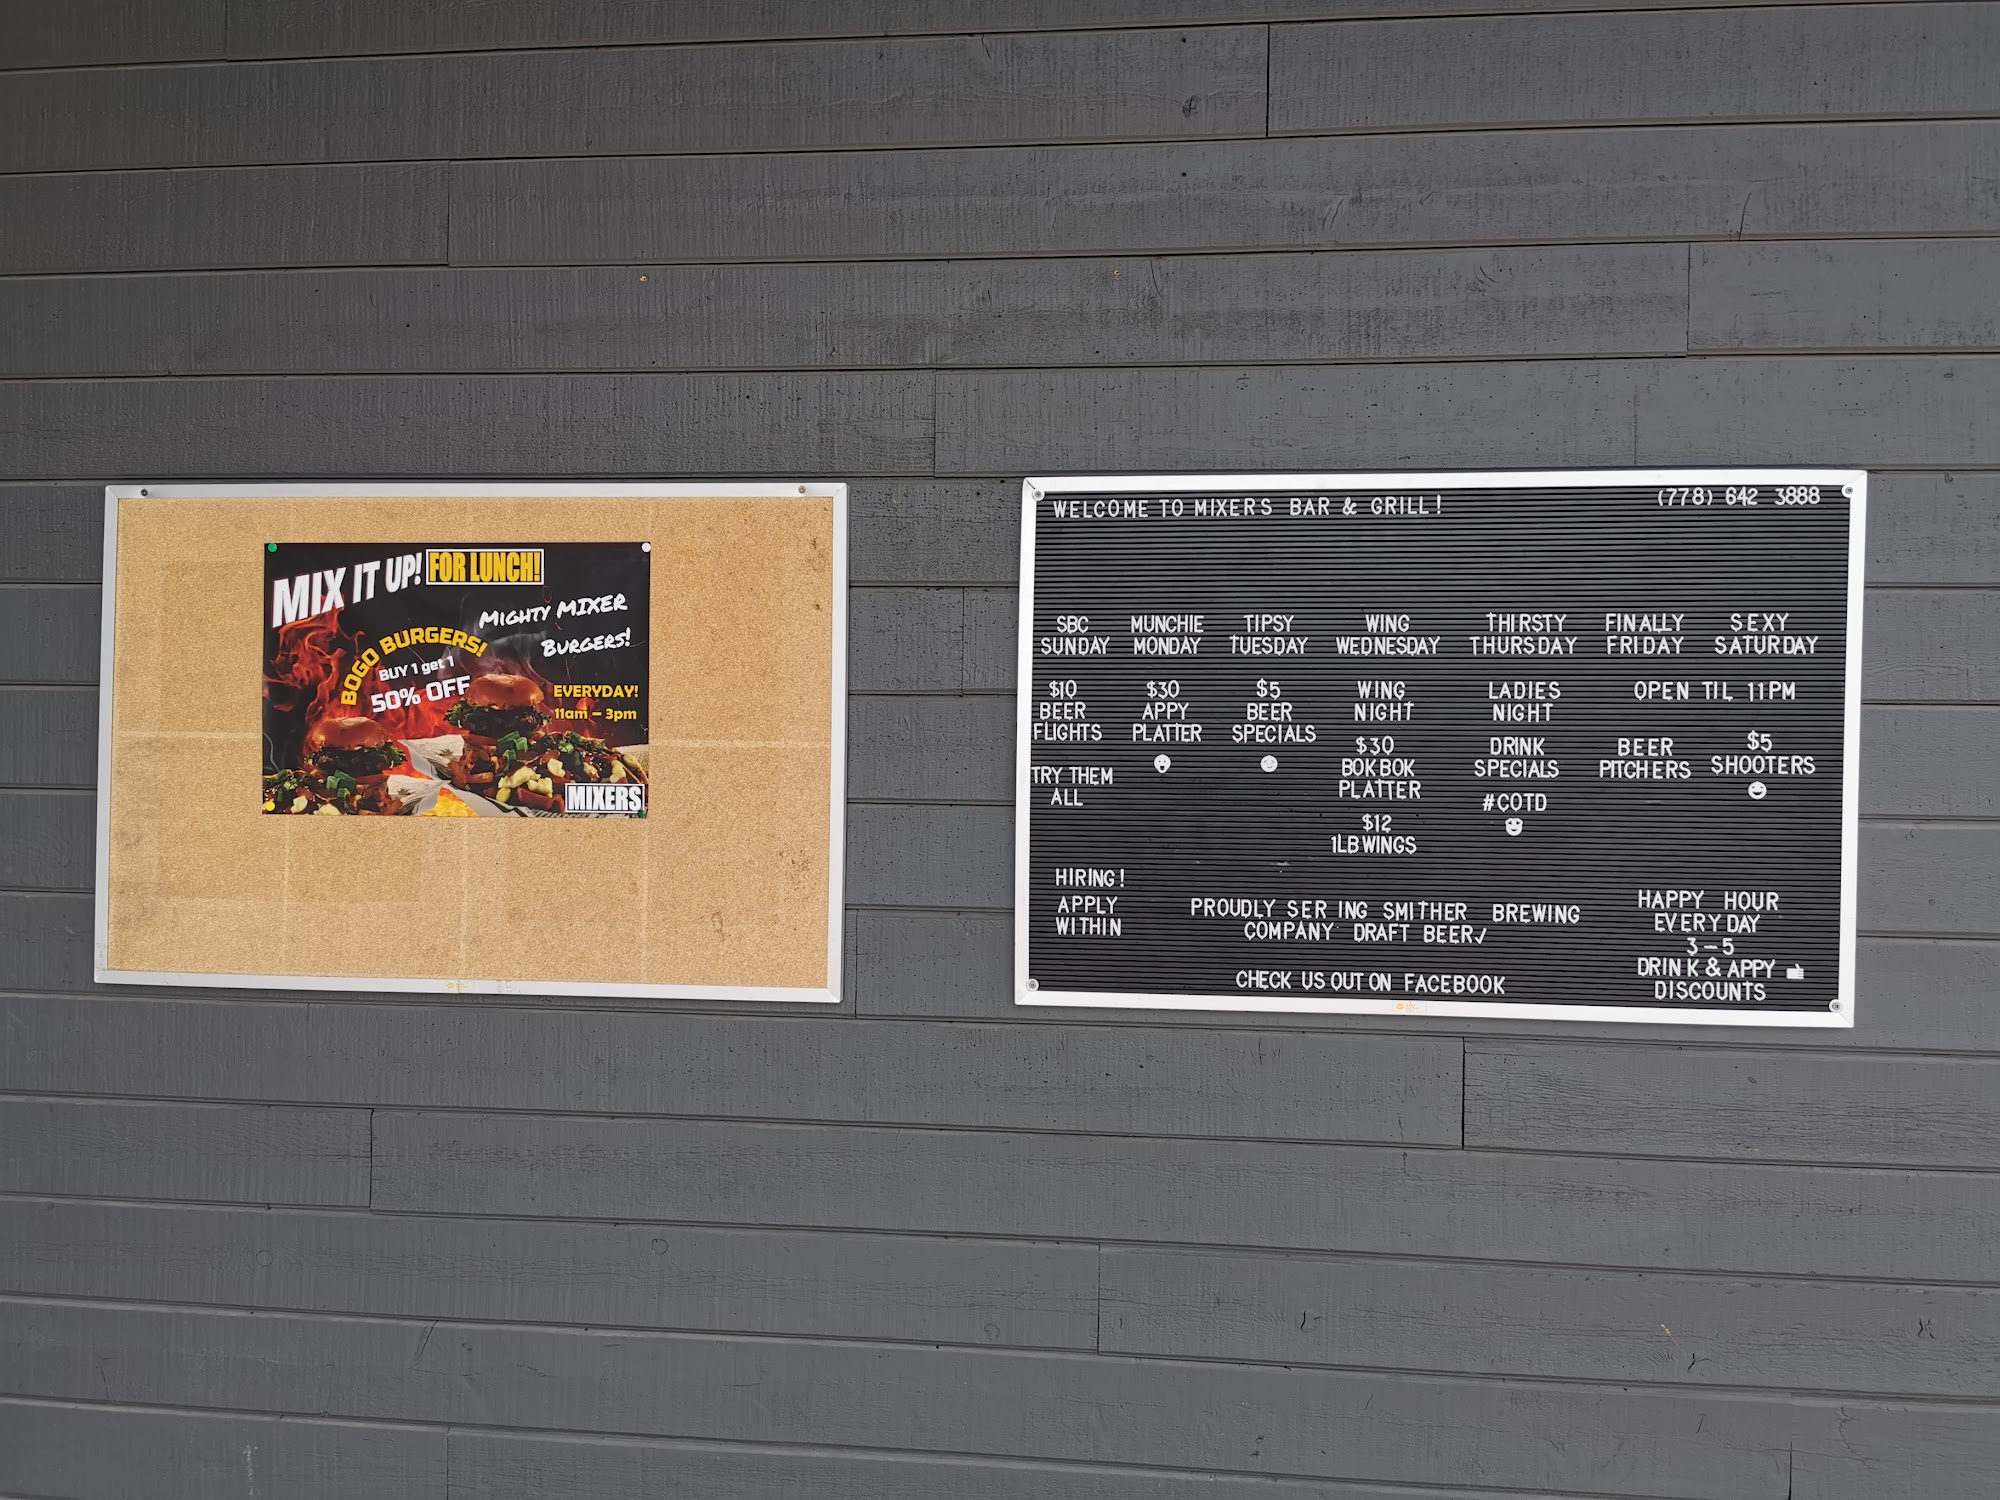 MIX IT UP! FOR LUNCH!
MIGHTY MIXER
BURGERS!
BOGO BURGERS!
BUY 1 get 1
50% OFF
EVERYDAY!
11am – 3pm
MIXERS
WELCOME TO MIXERS BAR & GRILL!
(778) 642 3888
SBC
SUNDAY
$10
BEER
FLIGHTS
TRY THEM
ALL
MUNCHIE
MONDAY
$30
APPY
PLATTER
TIPSY
TUESDAY
$5
BEER
SPECIALS
WING
WEDNESDAY
WING
NIGHT
$30
BOK BOK
PLATTER
$12
1LB WINGS
THIRSTY
THURSDAY
LADIES
NIGHT
DRINK
SPECIALS
#COTD
FINALLY
FRIDAY
SEXY
SATURDAY
OPEN TIL 11PM
BEER
PITCHERS
$5
SHOOTERS
HIRING!
APPLY
WITHIN
PROUDLY SER ING SMITHER BREWING
COMPANY DRAFT BEER✓
CHECK US OUT ON FACEBOOK
HAPPY HOUR
EVERY DAY
3-5
DRINK & APPY
DISCOUNTS